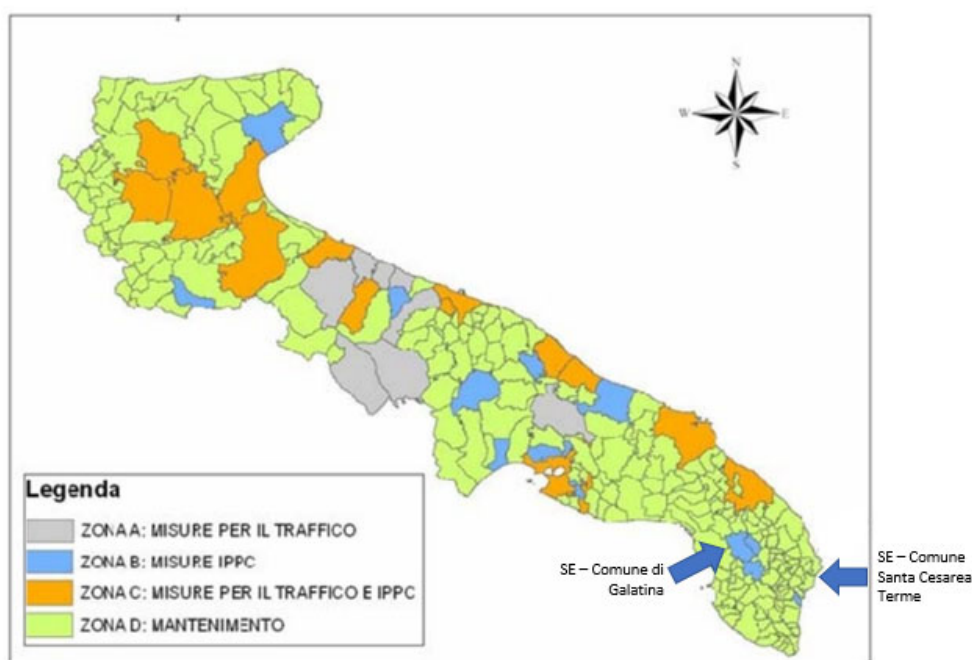 N
W
E
S
Legenda
ZONA A: MISURE PER IL TRAFFICO
ZONA B: MISURE IPPC
ZONA C: MISURE PER IL TRAFFICO E IPPC
ZONA D: MANTENIMENTO
SE – Comune di
Galatina
SE – Comune
Santa Cesarea
Terme